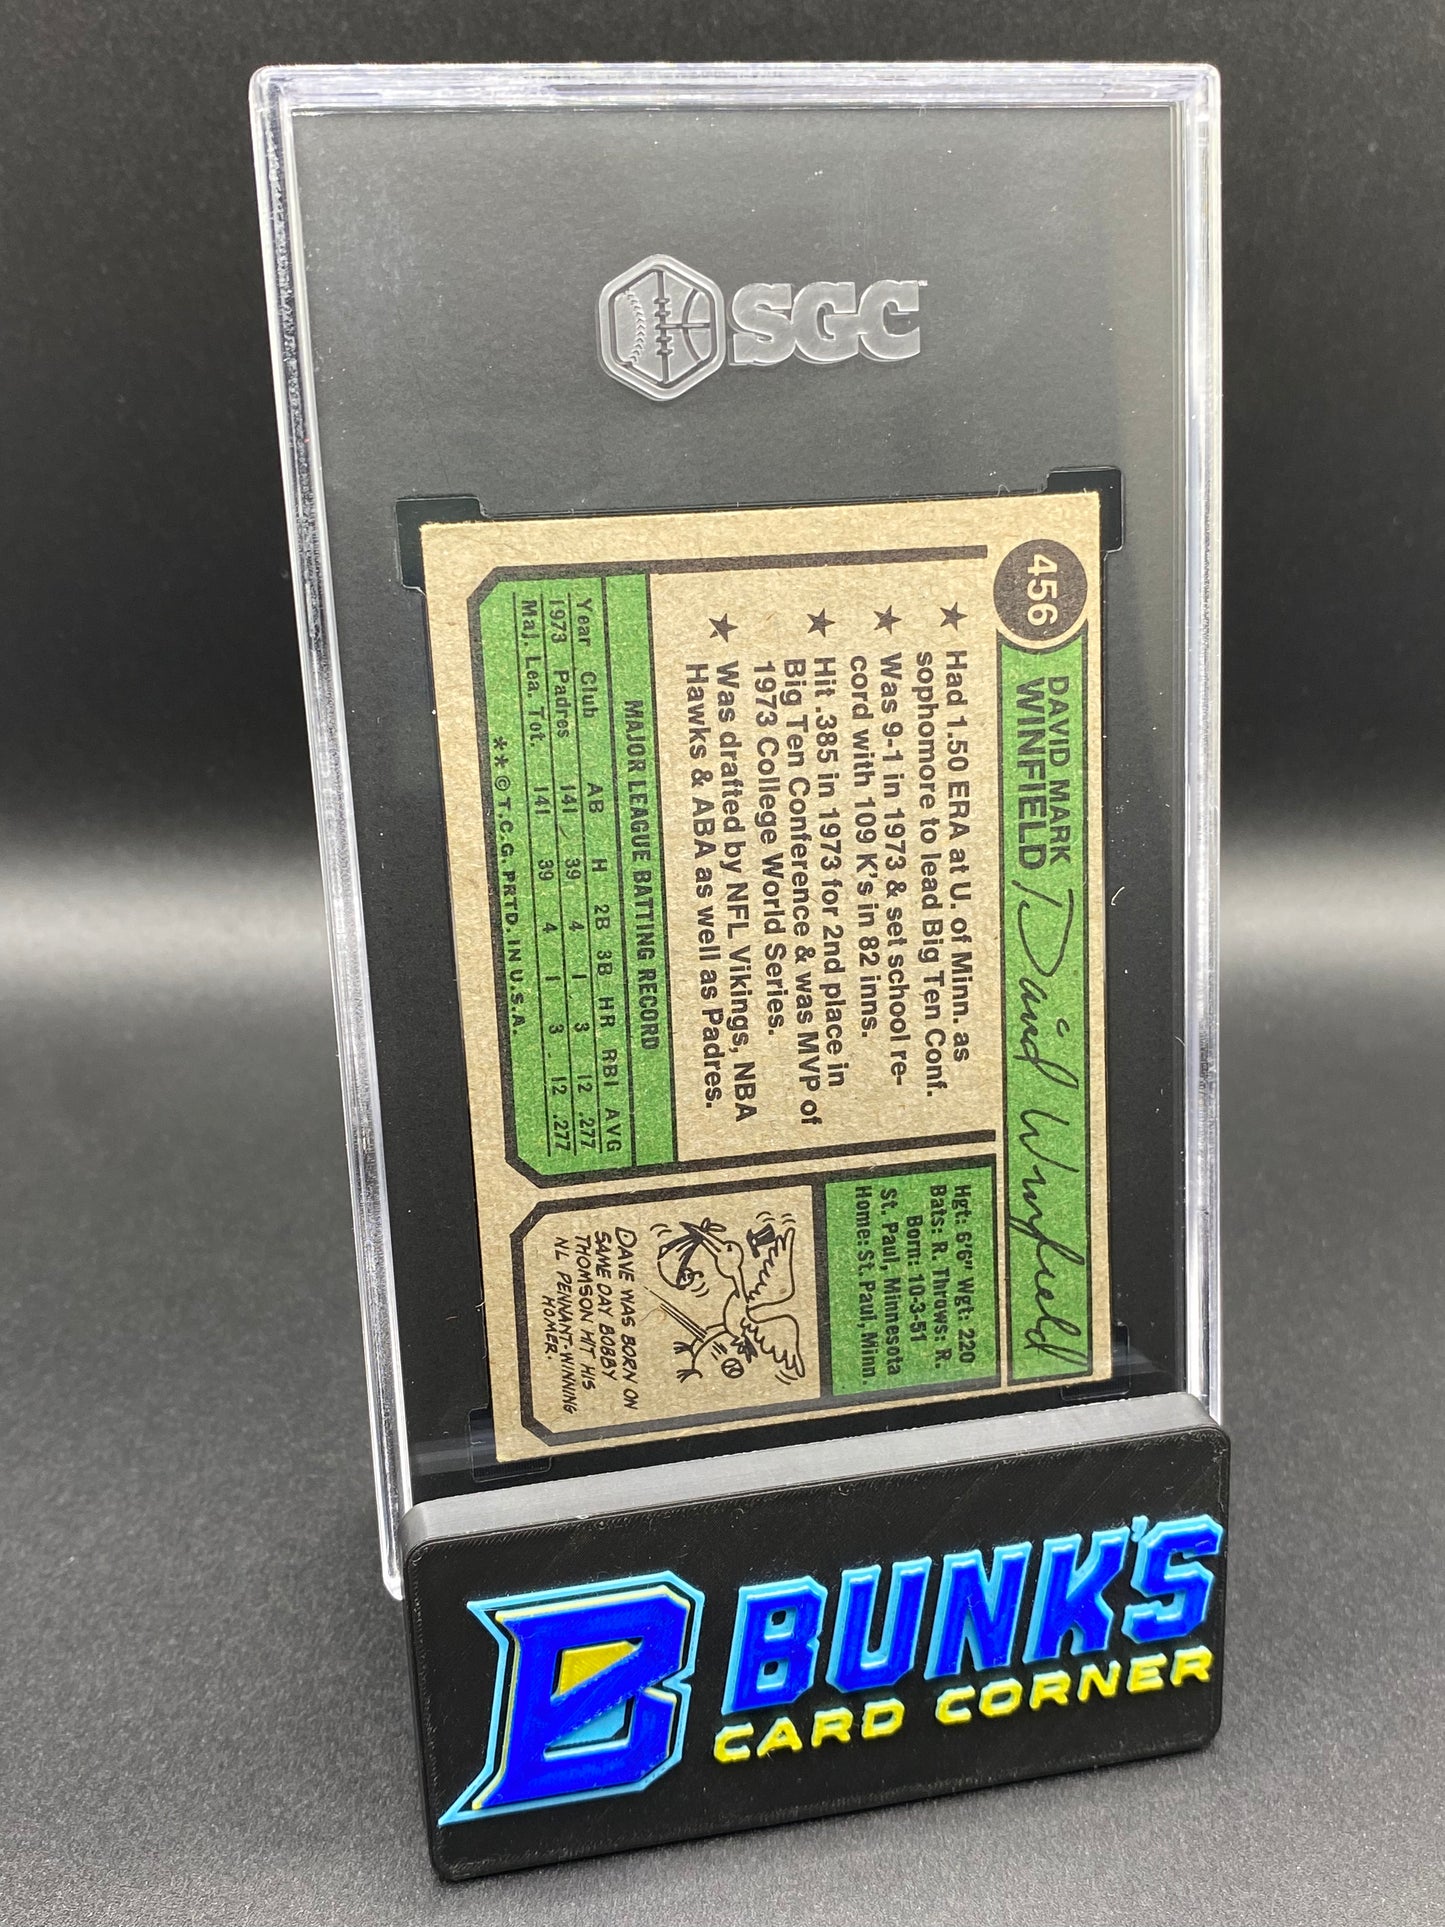 SGC
456
DAVID MARK
WINFIELD
David Winfield
★ Had 1.50 ERA at U. of Minn. as
sophomore to lead Big Ten Conf.
★ Was 9-1 in 1973 & set school re-
cord with 109 K's in 82 inns.
★ Hit .385 in 1973 for 2nd place in
Big Ten Conference & was MVP of
1973 College World Series.
★ Was drafted by NFL Vikings, NBA
Hawks & ABA as well as Padres.
Hgt: 6'6" Wgt: 220
Bats: R. Throws: R.
Born: 10-3-51
St. Paul, Minnesota
Home: St. Paul, Minn.
MAJOR LEAGUE BATTING RECORD
Year Club AB H 2B 3B HR RBI AVG
1973 Padres 141 39 4 1 3 12 .277
Maj. Lea. Tot. 141 39 4 1 3 12 .277
**©T.C.G. PRTD. IN U.S.A.
DAVE WAS BORN ON
SAME DAY BOBBY
THOMSON HIT HIS
NL PENNANT-WINNING
HOMER.
B BUNK'S
CARD CORNER